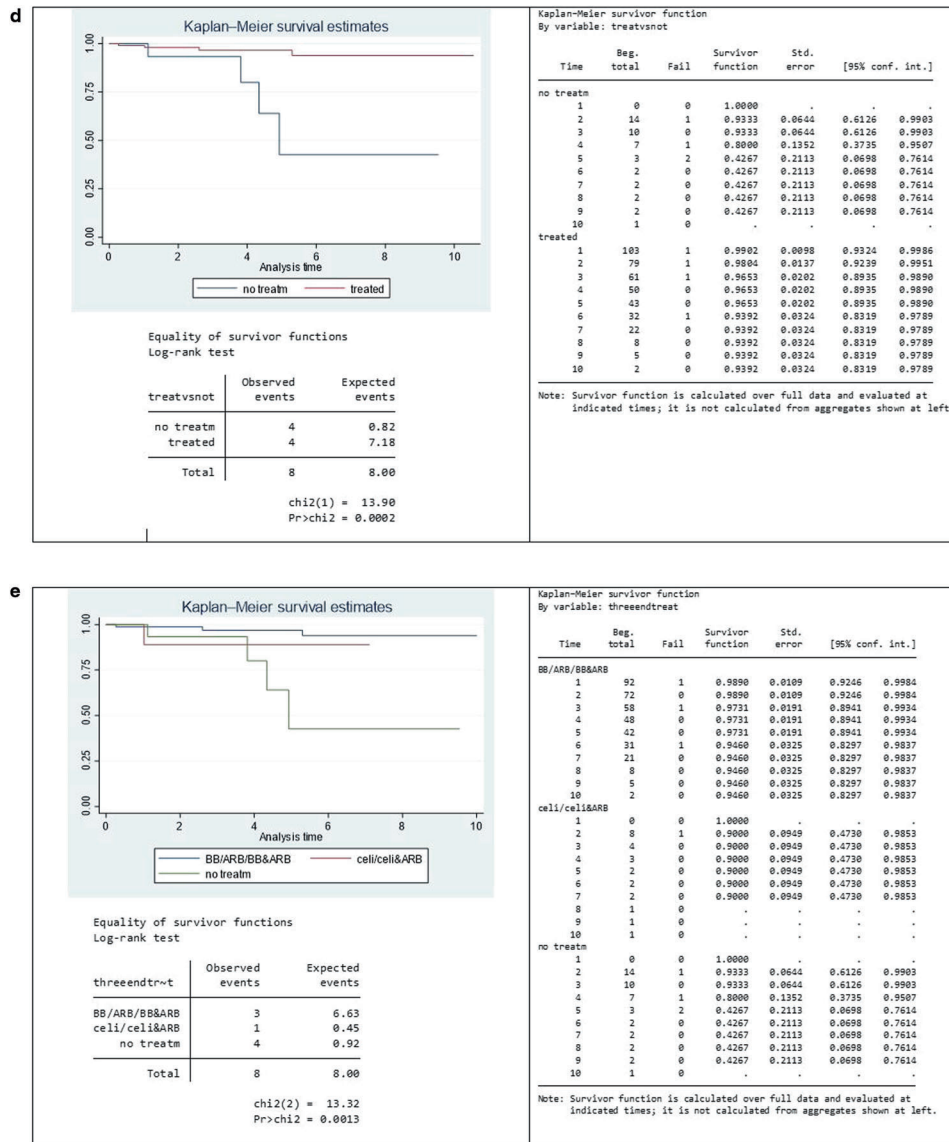 d
Kaplan–Meier survival estimates
1.00
0.75
0.50
0.25
0.00
0 2 4 6 8 10
Analysis time
no treatm treated
Equality of survivor functions
Log-rank test
Observed Expected
treatvsnot events events
no treatm 4 0.82
treated 4 7.18
Total 8 8.00
chi2(1) = 13.90
Pr>chi2 = 0.0002
Kaplan-Meier survivor function
By variable: treatvsnot
Beg. Survivor Std.
Time total Fail function error [95% conf. int.]
no treatm
1 0 0 1.0000 . . .
2 14 1 0.9333 0.0644 0.6126 0.9903
3 10 0 0.9333 0.0644 0.6126 0.9903
4 7 1 0.8000 0.1352 0.3735 0.9507
5 3 2 0.4267 0.2113 0.0698 0.7614
6 2 0 0.4267 0.2113 0.0698 0.7614
7 2 0 0.4267 0.2113 0.0698 0.7614
8 2 0 0.4267 0.2113 0.0698 0.7614
9 2 0 0.4267 0.2113 0.0698 0.7614
10 1 0 . . . .
treated
1 103 1 0.9902 0.0098 0.9324 0.9986
2 79 1 0.9804 0.0137 0.9239 0.9951
3 61 1 0.9653 0.0202 0.8935 0.9890
4 50 0 0.9653 0.0202 0.8935 0.9890
5 43 0 0.9653 0.0202 0.8935 0.9890
6 32 1 0.9392 0.0324 0.8319 0.9789
7 22 0 0.9392 0.0324 0.8319 0.9789
8 8 0 0.9392 0.0324 0.8319 0.9789
9 5 0 0.9392 0.0324 0.8319 0.9789
10 2 0 0.9392 0.0324 0.8319 0.9789
Note: Survivor function is calculated over full data and evaluated at
indicated times; it is not calculated from aggregates shown at left.
e
Kaplan–Meier survival estimates
1.00
0.75
0.50
0.25
0.00
0 2 4 6 8 10
Analysis time
BB/ARB/BB&ARB celi/celi&ARB
no treatm
Equality of survivor functions
Log-rank test
Observed Expected
threeendtr~t events events
BB/ARB/BB&ARB 3 6.63
celi/celi&ARB 1 0.45
no treatm 4 0.92
Total 8 8.00
chi2(2) = 13.32
Pr>chi2 = 0.0013
Kaplan-Meier survivor function
By variable: threeendtreat
Beg. Survivor Std.
Time total Fail function error [95% conf. int.]
BB/ARB/BB&ARB
1 92 1 0.9890 0.0109 0.9246 0.9984
2 72 0 0.9890 0.0109 0.9246 0.9984
3 58 1 0.9731 0.0191 0.8941 0.9934
4 48 0 0.9731 0.0191 0.8941 0.9934
5 42 0 0.9731 0.0191 0.8941 0.9934
6 31 1 0.9460 0.0325 0.8297 0.9837
7 21 0 0.9460 0.0325 0.8297 0.9837
8 8 0 0.9460 0.0325 0.8297 0.9837
9 5 0 0.9460 0.0325 0.8297 0.9837
10 2 0 0.9460 0.0325 0.8297 0.9837
celi/celi&ARB
1 0 0 1.0000 . . .
2 8 1 0.9000 0.0949 0.4730 0.9853
3 4 0 0.9000 0.0949 0.4730 0.9853
4 3 0 0.9000 0.0949 0.4730 0.9853
5 2 0 0.9000 0.0949 0.4730 0.9853
6 2 0 0.9000 0.0949 0.4730 0.9853
7 2 0 0.9000 0.0949 0.4730 0.9853
8 1 0 . . . .
9 1 0 . . . .
10 1 0 . . . .
no treatm
1 0 0 1.0000 . . .
2 14 1 0.9333 0.0644 0.6126 0.9903
3 10 0 0.9333 0.0644 0.6126 0.9903
4 7 1 0.8000 0.1352 0.3735 0.9507
5 3 2 0.4267 0.2113 0.0698 0.7614
6 2 0 0.4267 0.2113 0.0698 0.7614
7 2 0 0.4267 0.2113 0.0698 0.7614
8 2 0 0.4267 0.2113 0.0698 0.7614
9 2 0 0.4267 0.2113 0.0698 0.7614
10 1 0 . . . .
Note: Survivor function is calculated over full data and evaluated at
indicated times; it is not calculated from aggregates shown at left.